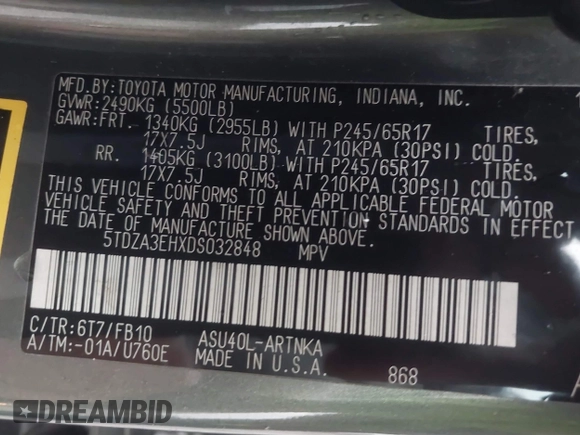 MFD.BY: TOYOTA MOTOR MANUFACTURING, INDIANA, INC.
GVWR: 2490KG (5500LB)
GAWR: FRT. 1340KG (2955LB) WITH P245/65R17 TIRES,
17X7.5J RIMS, AT 210KPA (30PSI) COLD.
RR. 1405KG (3100LB) WITH P245/65R17 TIRES,
17X7.5J RIMS, AT 210KPA (30PSI) COLD.
THIS VEHICLE CONFORMS TO ALL APPLICABLE FEDERAL MOTOR
VEHICLE SAFETY AND THEFT PREVENTION STANDARDS IN EFFECT
THE DATE OF MANUFACTURE SHOWN ABOVE.
5TDZA3EHXDS032848 MPV
C/TR: 6T7/FB10 ASU40L-ARTNKA
A/TM: -01A/U760E MADE IN U.S.A. 868
DREAMBID